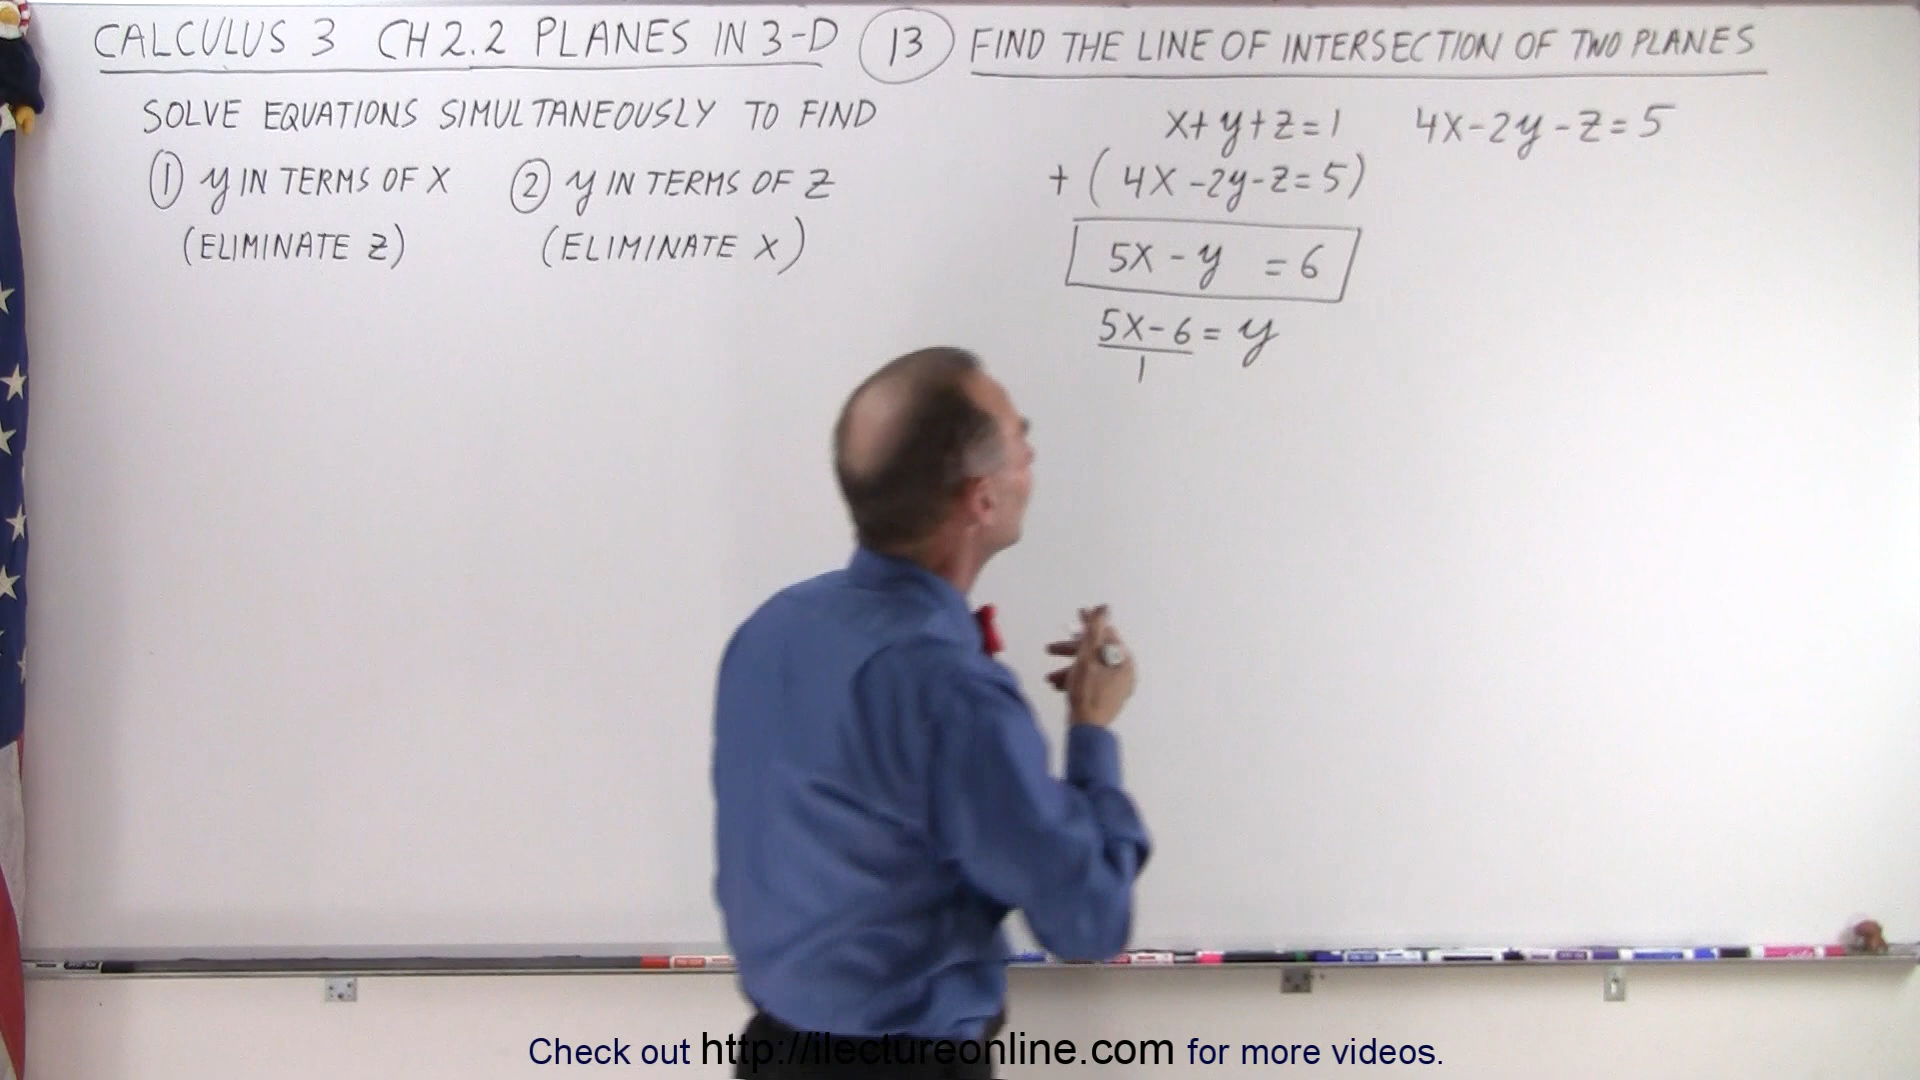 CALCULUS 3 CH 2.2 PLANES IN 3-D 13 FIND THE LINE OF INTERSECTION OF TWO PLANES
SOLVE EQUATIONS SIMULTANEOUSLY TO FIND
① y IN TERMS OF X ② y IN TERMS OF Z
(ELIMINATE Z) (ELIMINATE X)
x+y+z=1 4x-2y-z=5
+ (4x-2y-z=5)
5x-y =6
5x-6 = y
1
Check out http://ilectureonline.com for more videos.